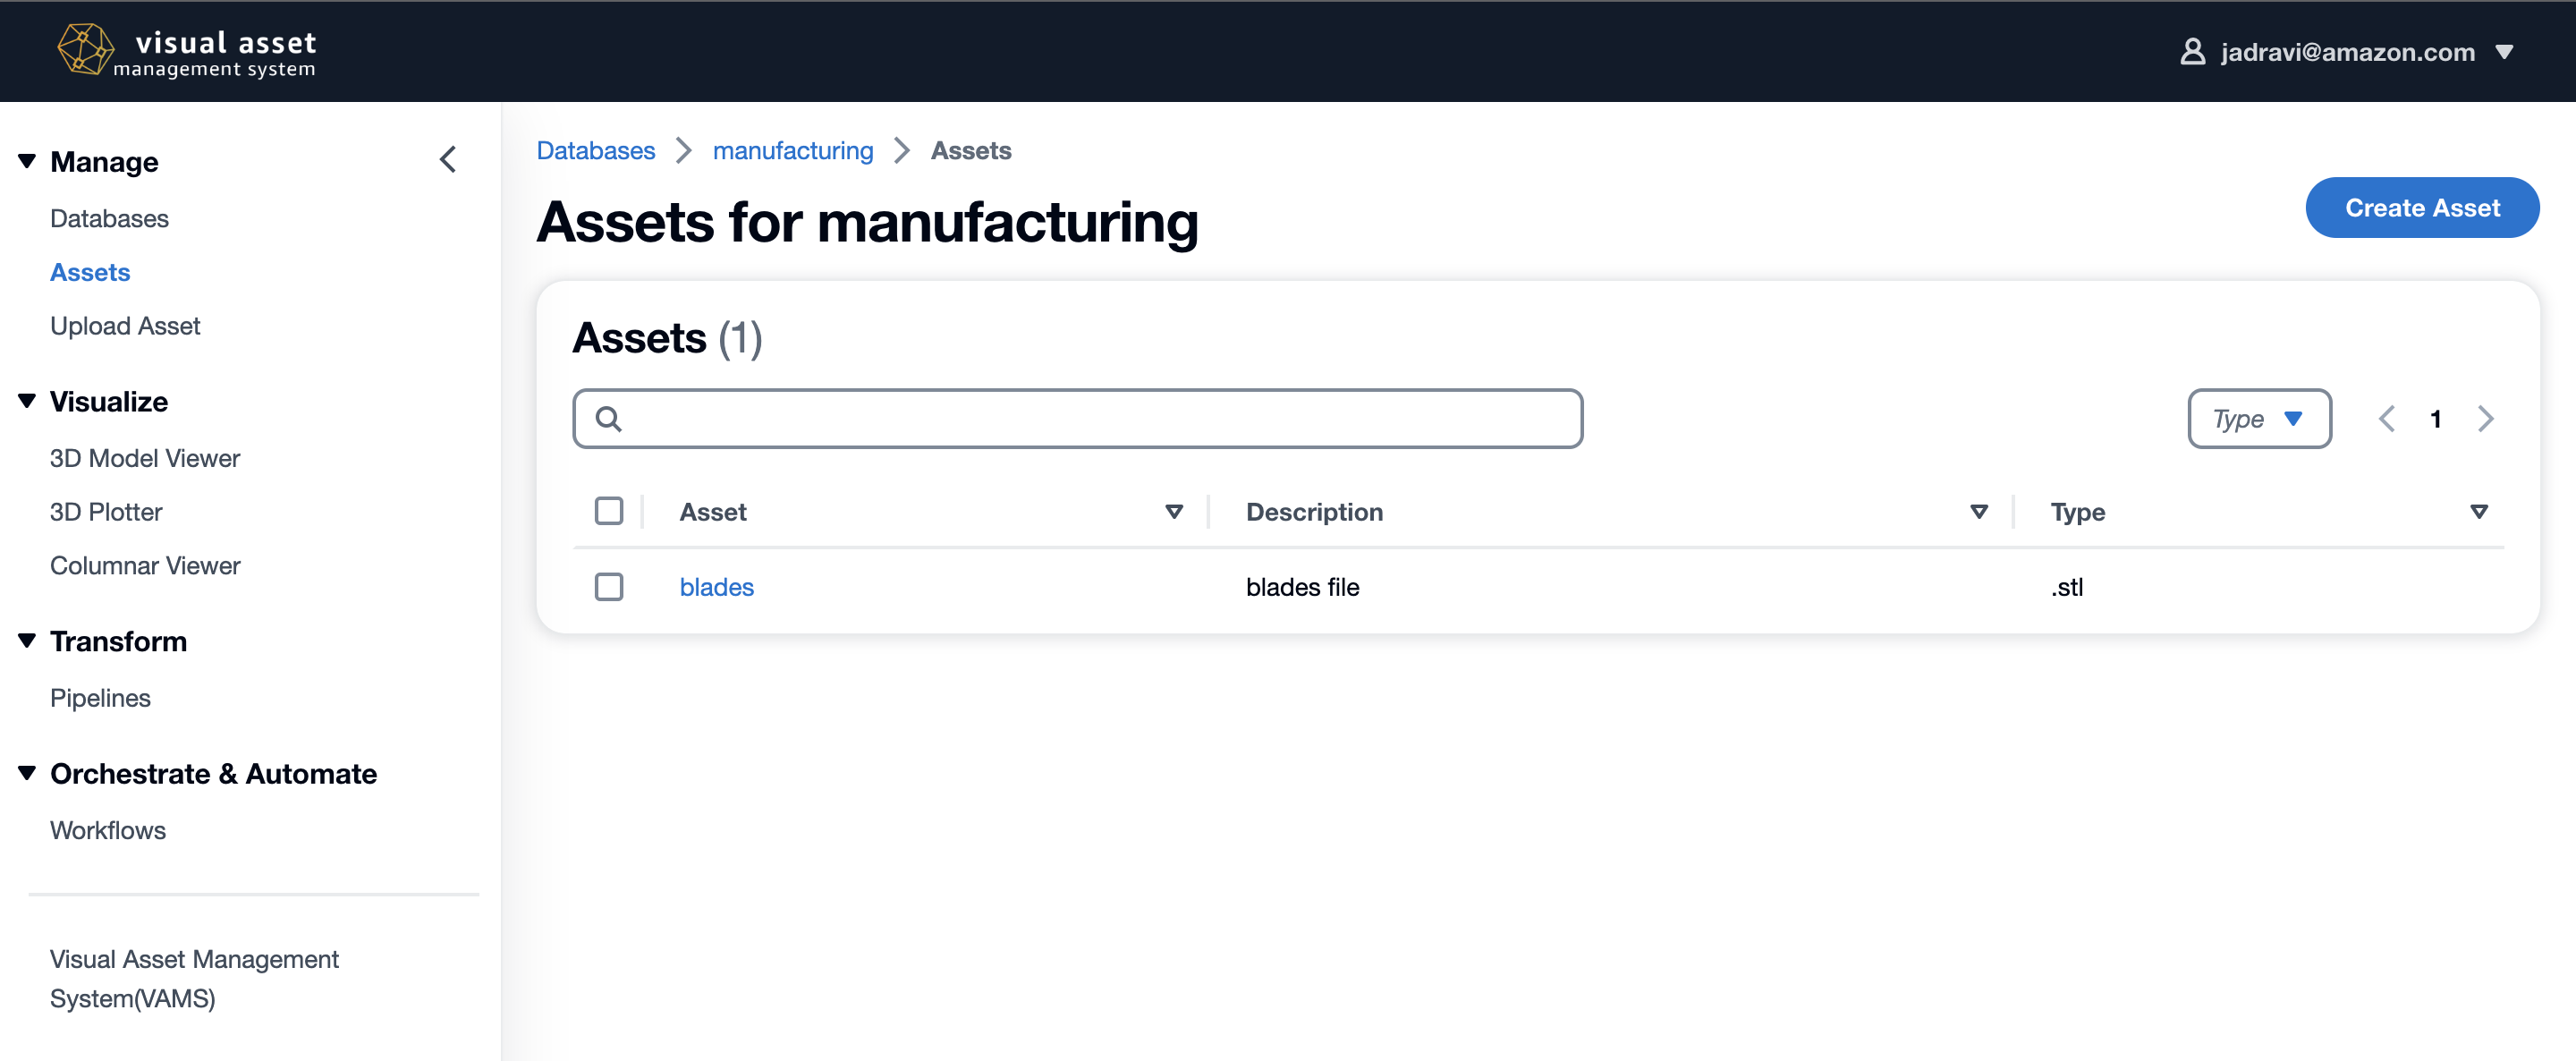 visual asset
management system
jadravi@amazon.com
Manage
Databases
Assets
Upload Asset
Visualize
3D Model Viewer
3D Plotter
Columnar Viewer
Transform
Pipelines
Orchestrate & Automate
Workflows
Visual Asset Management
System(VAMS)
Databases manufacturing Assets
Assets for manufacturing
Create Asset
Assets (1)
Type 1
Asset Description Type
blades blades file .stl